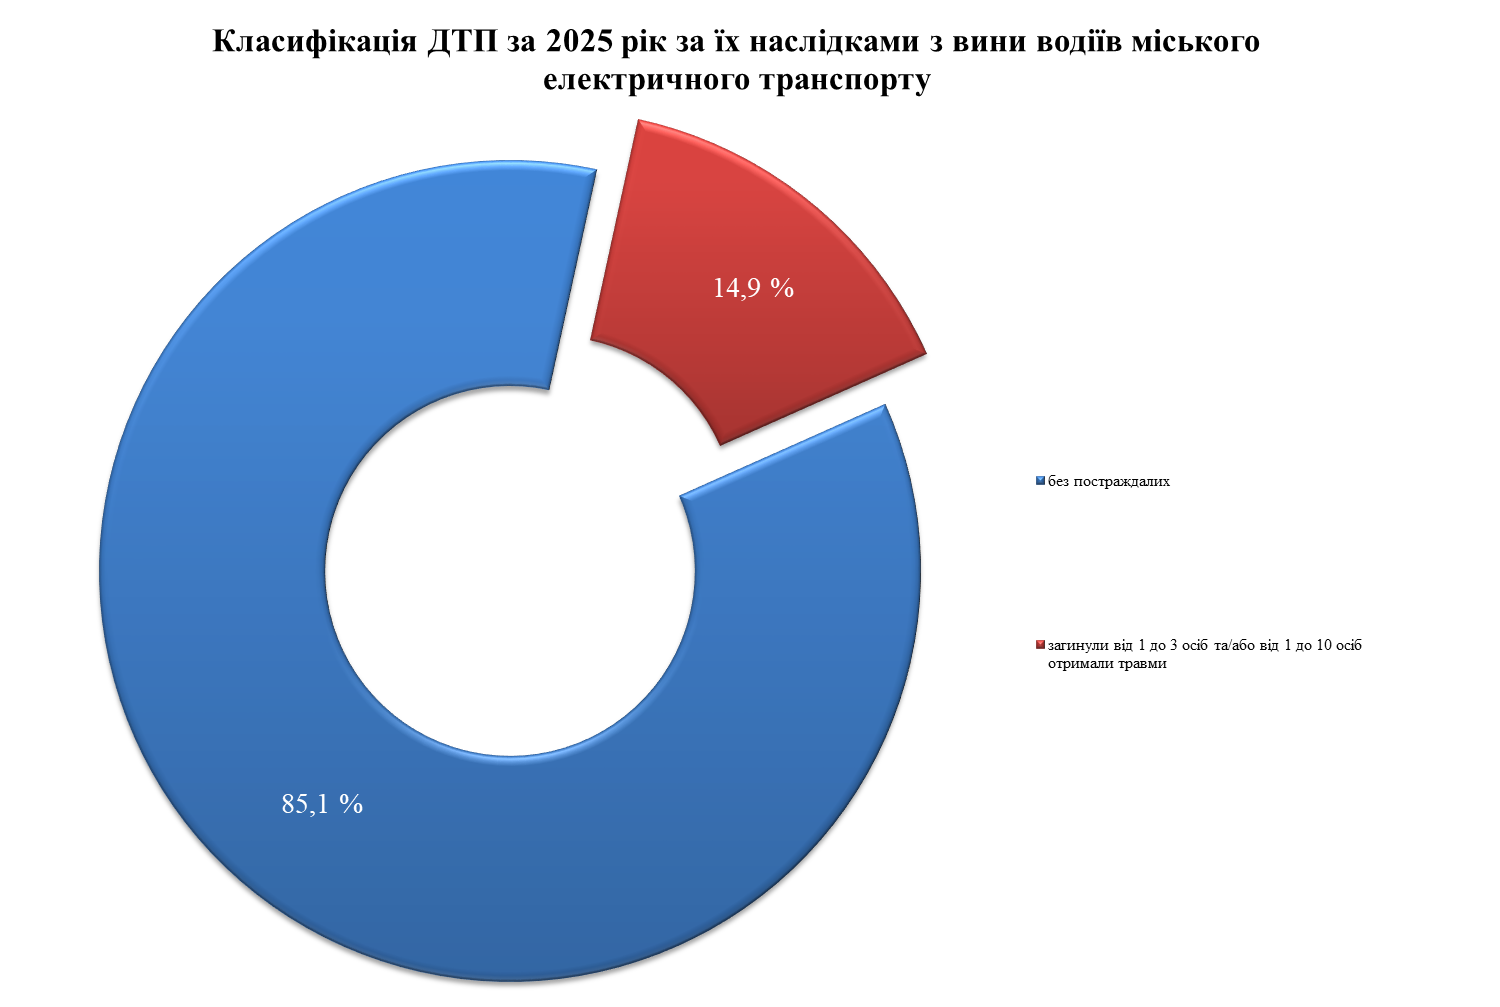 Класифікація ДТП за 2025 рік за їх наслідками з вини водіїв міського
електричного транспорту
14,9 %
85,1 %
без постраждалих
загинули від 1 до 3 осіб та/або від 1 до 10 осіб
отримали травми